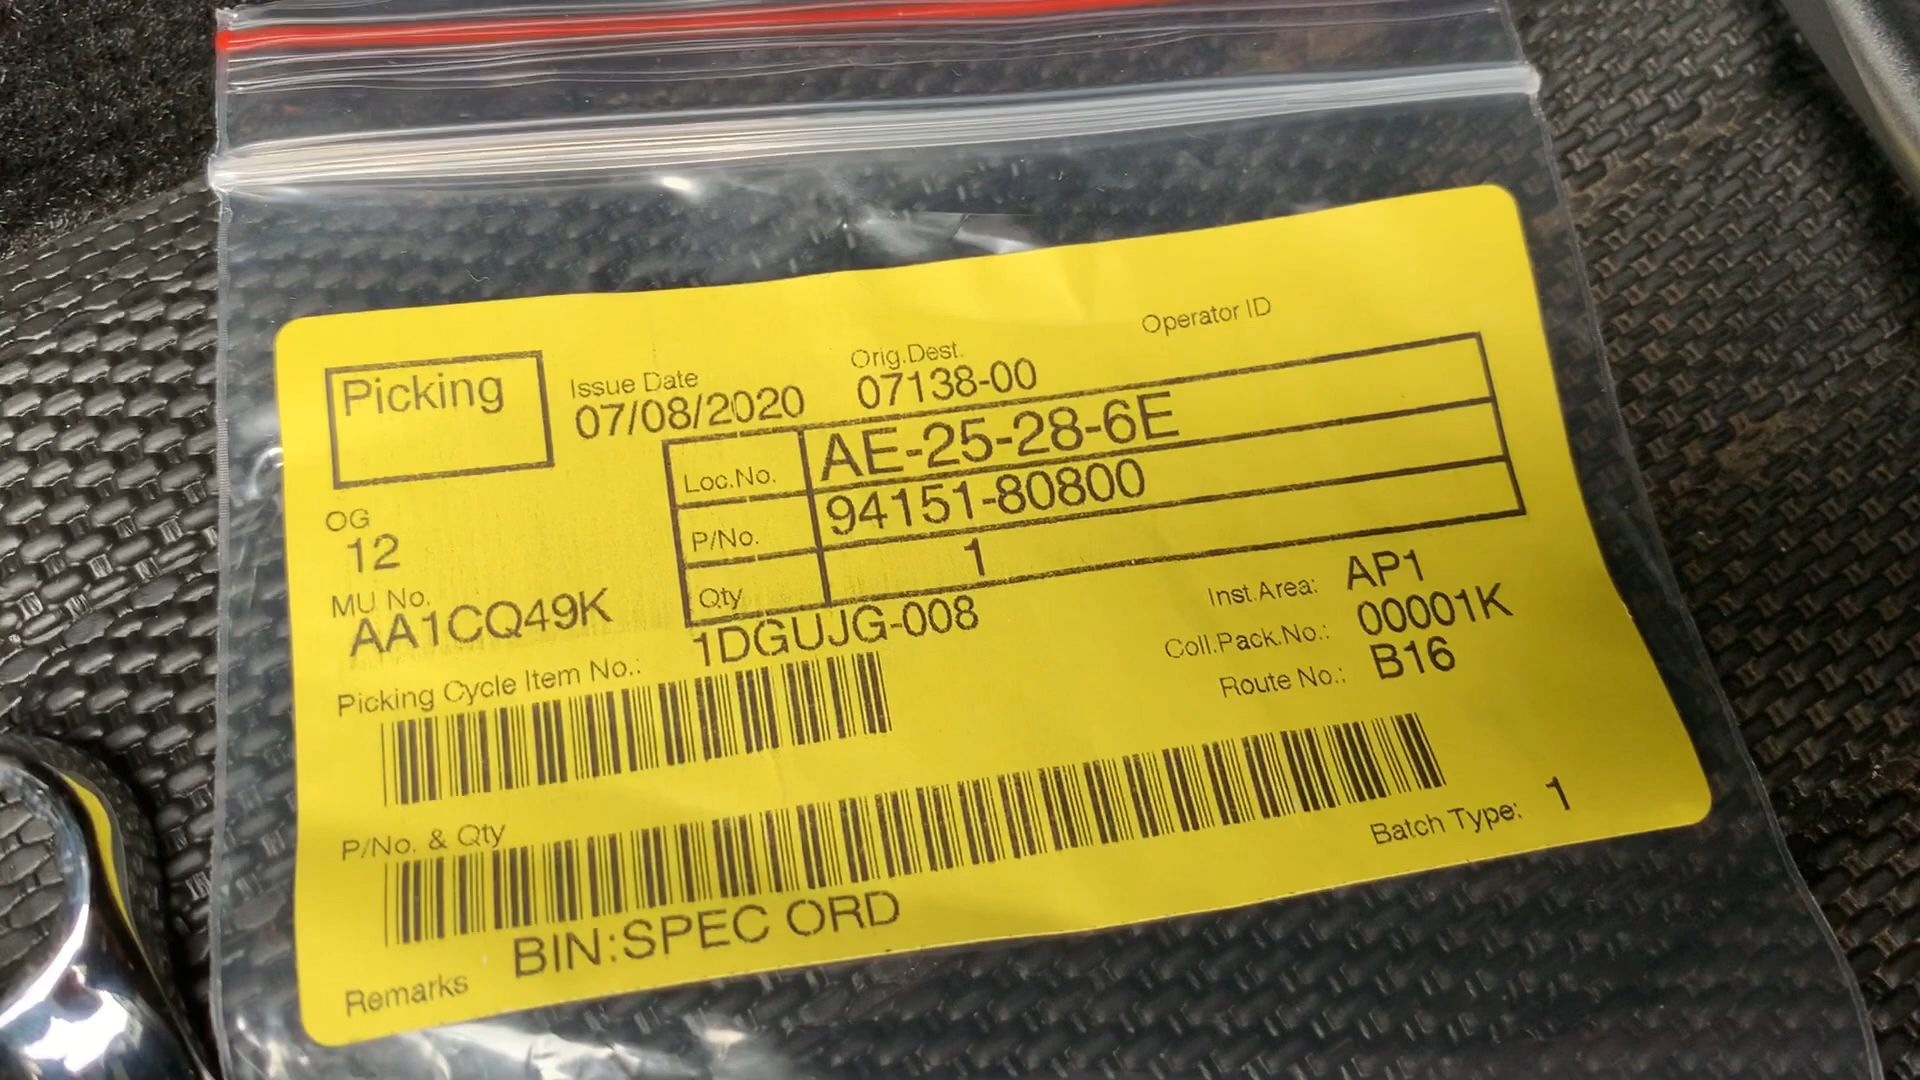 Picking
Issue Date
07/08/2020
Orig.Dest.
07138-00
Operator ID
Loc.No. AE-25-28-6E
P/No. 94151-80800
Qty 1
OG
12
MU No.
AA1CQ49K
Picking Cycle Item No.: 1DGUJG-008
Inst.Area: AP1
Coll.Pack.No.: 00001K
Route No.: B16
P/No. & Qty
Batch Type: 1
Remarks BIN:SPEC ORD